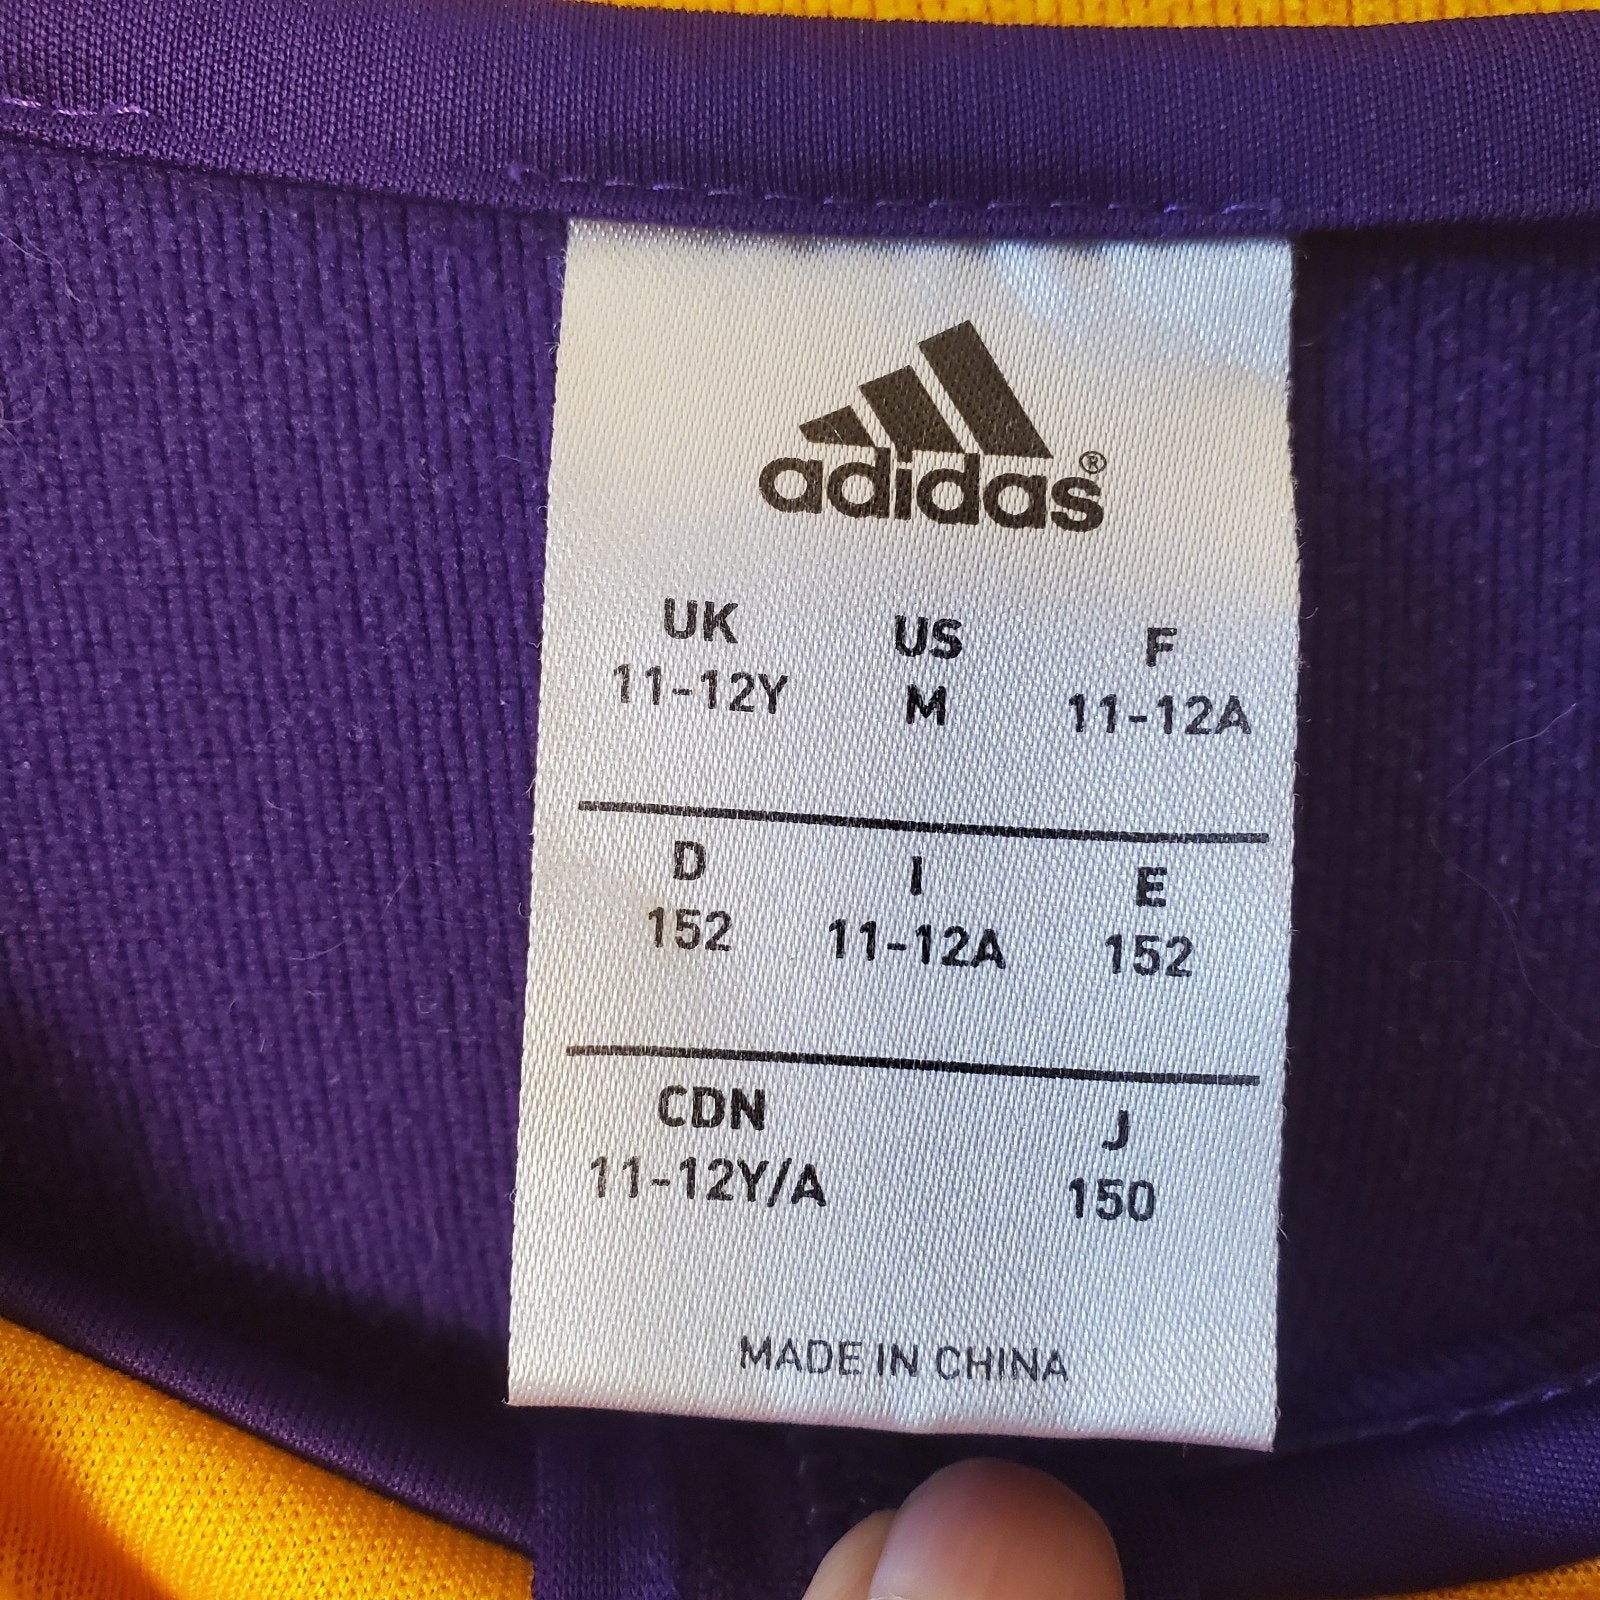 adidas®
UK US F
11-12Y M 11-12A
D I E
152 11-12A 152
CDN J
11-12Y/A 150
MADE IN CHINA